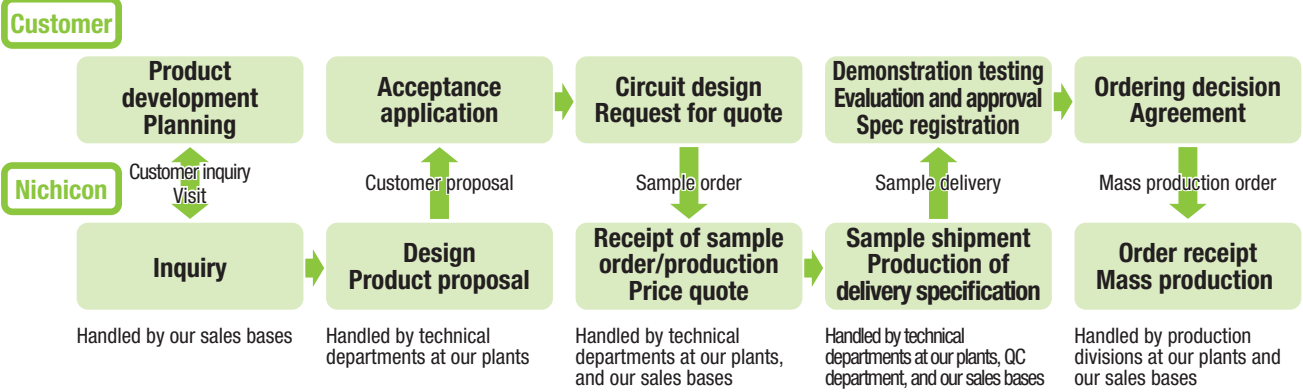 Customer
Product
development
Planning
Acceptance
application
Circuit design
Request for quote
Demonstration testing
Evaluation and approval
Spec registration
Ordering decision
Agreement
Nichicon
Customer inquiry
Visit
Customer proposal
Sample order
Sample delivery
Mass production order
Inquiry
Design
Product proposal
Receipt of sample
order/production
Price quote
Sample shipment
Production of
delivery specification
Order receipt
Mass production
Handled by our sales bases
Handled by technical
departments at our plants
Handled by technical
departments at our plants,
and our sales bases
Handled by technical
departments at our plants, QC
department, and our sales bases
Handled by production
divisions at our plants and
our sales bases